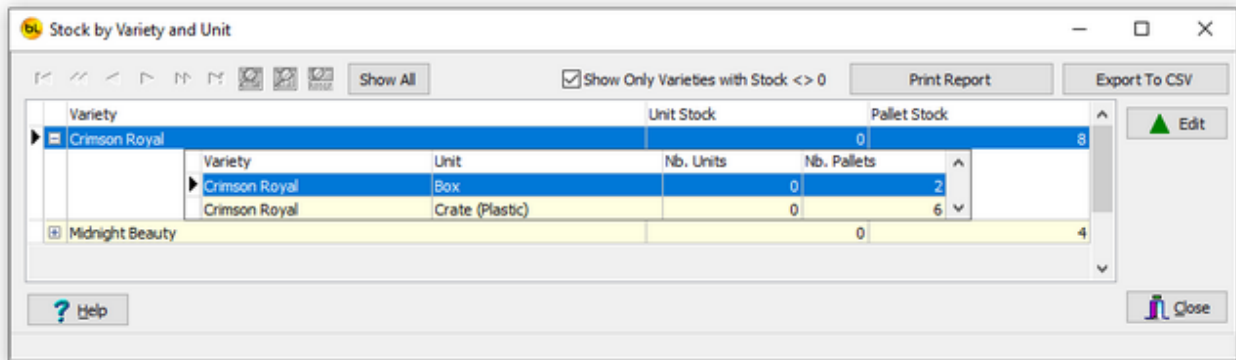 bL Stock by Variety and Unit
Show All Show Only Varieties with Stock <> 0 Print Report Export To CSV
Variety Unit Stock Pallet Stock
Crimson Royal 0 8
Variety Unit Nb. Units Nb. Pallets
Crimson Royal Box 0 2
Crimson Royal Crate (Plastic) 0 6
Midnight Beauty 0 4
Edit
? Help Close